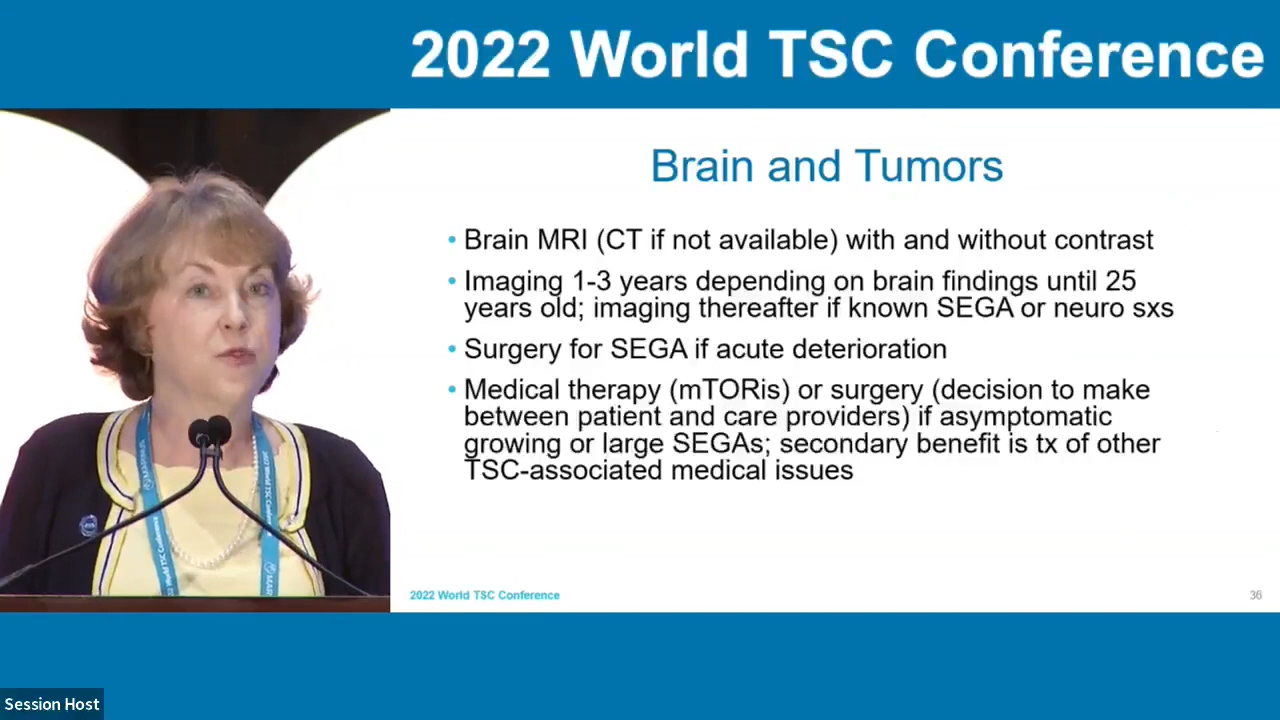 2022 World TSC Conference
Brain and Tumors
• Brain MRI (CT if not available) with and without contrast
• Imaging 1-3 years depending on brain findings until 25
years old; imaging thereafter if known SEGA or neuro sxs
• Surgery for SEGA if acute deterioration
• Medical therapy (mTORis) or surgery (decision to make
between patient and care providers) if asymptomatic
growing or large SEGAs; secondary benefit is tx of other
TSC-associated medical issues
2022 World TSC Conference
36
Session Host